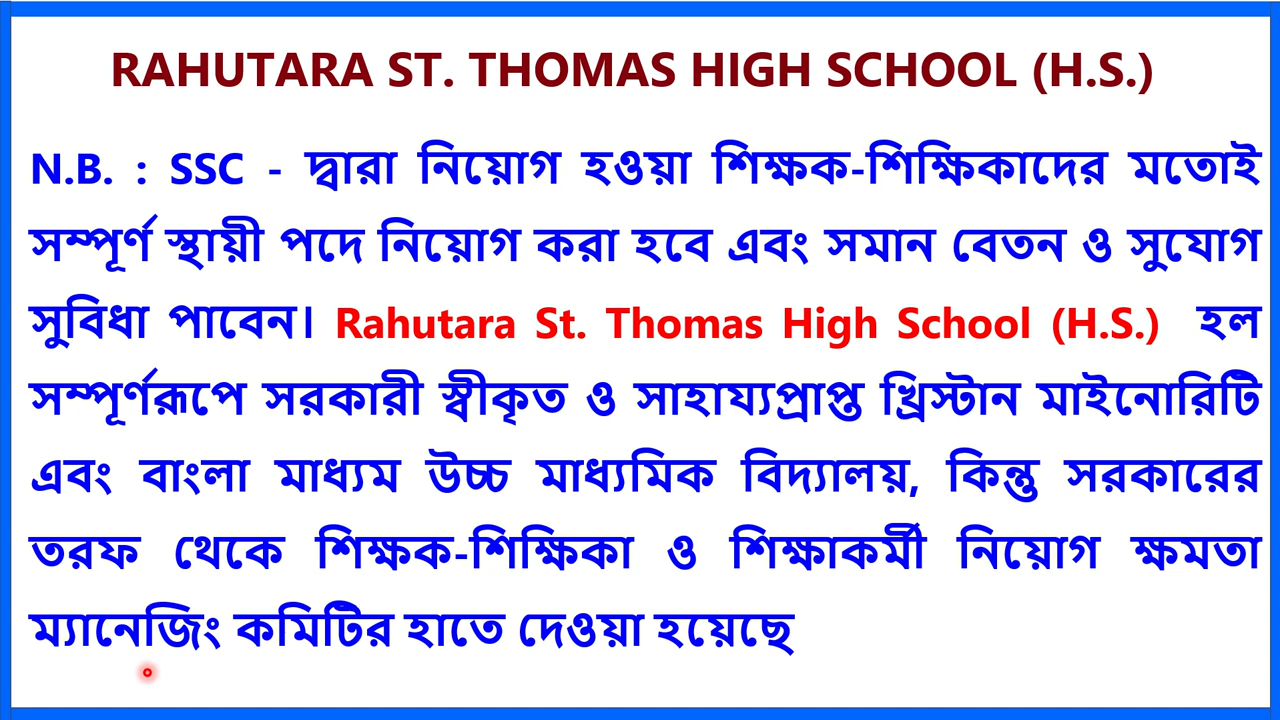 RAHUTARA ST. THOMAS HIGH SCHOOL (H.S.)
N.B. : SSC - দ্বারা নিয়োগ হওয়া শিক্ষক-শিক্ষিকাদের মতোই
সম্পূর্ণ স্থায়ী পদে নিয়োগ করা হবে এবং সমান বেতন ও সুযোগ
সুবিধা পাবেন। Rahutara St. Thomas High School (H.S.) হল
সম্পূর্ণরূপে সরকারী স্বীকৃত ও সাহায্যপ্রাপ্ত খ্রিস্টান মাইনোরিটি
এবং বাংলা মাধ্যম উচ্চ মাধ্যমিক বিদ্যালয়, কিন্তু সরকারের
তরফ থেকে শিক্ষক-শিক্ষিকা ও শিক্ষাকর্মী নিয়োগ ক্ষমতা
ম্যানেজিং কমিটির হাতে দেওয়া হয়েছে